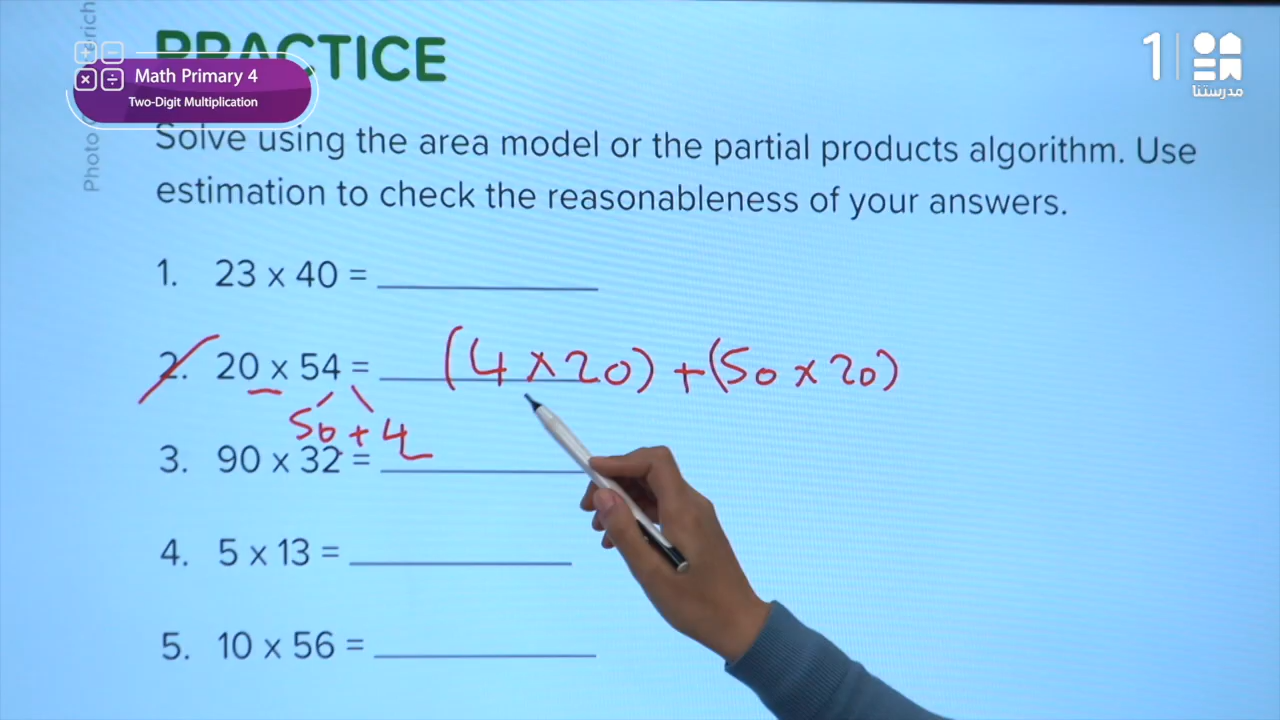 PRACTICE
Math Primary 4
Two-Digit Multiplication
1
مدرستنا
Photo
Solve using the area model or the partial products algorithm. Use
estimation to check the reasonableness of your answers.
1. 23 x 40 =
2. 20 x 54 = (4 x 20) + (50 x 20)
50 + 4
3. 90 x 32 =
4. 5 x 13 =
5. 10 x 56 =